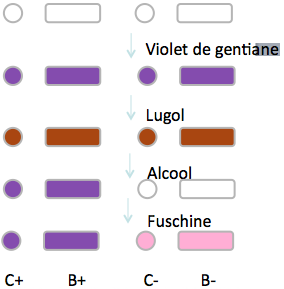 Violet de gentiane
Lugol
Alcool
Fuschine
C+ B+ C- B-